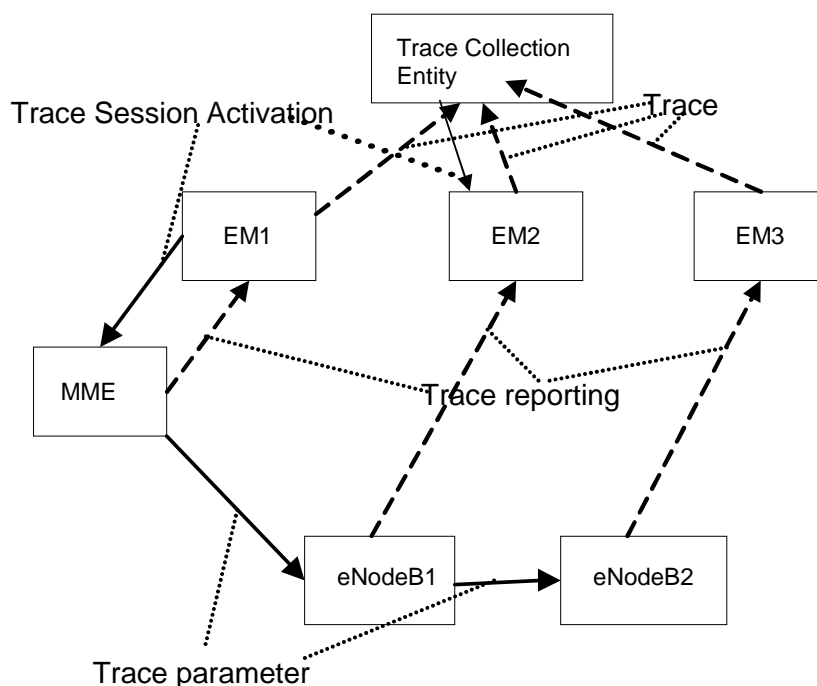 Trace Collection
Entity
Trace Session Activation
Trace
EM1
EM2
EM3
MME
Trace reporting
eNodeB1
eNodeB2
Trace parameter